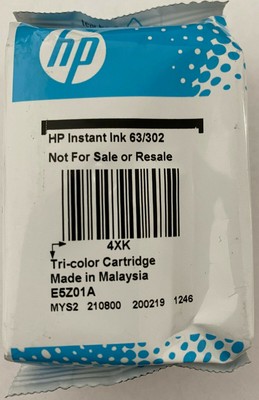 hp
HP Instant Ink 63/302
Not For Sale or Resale
4XK
Tri-color Cartridge
Made in Malaysia
E5Z01A
MYS2 210800 200219 1246